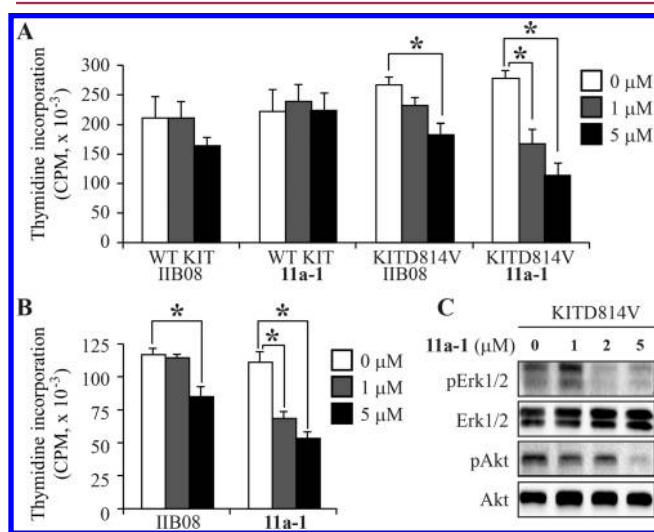 A
Thymidine incorporation
(CPM, x 10⁻³)
300
250
200
150
100
50
0
* * *
0 µM
1 µM
5 µM
WT KIT
IIB08
WT KIT
11a-1
KITD814V
IIB08
KITD814V
11a-1
B
Thymidine incorporation
(CPM, x 10⁻³)
125
100
75
50
25
0
* * *
0 µM
1 µM
5 µM
IIB08
11a-1
C
KITD814V
11a-1 (µM) 0 1 2 5
pErk1/2
Erk1/2
pAkt
Akt